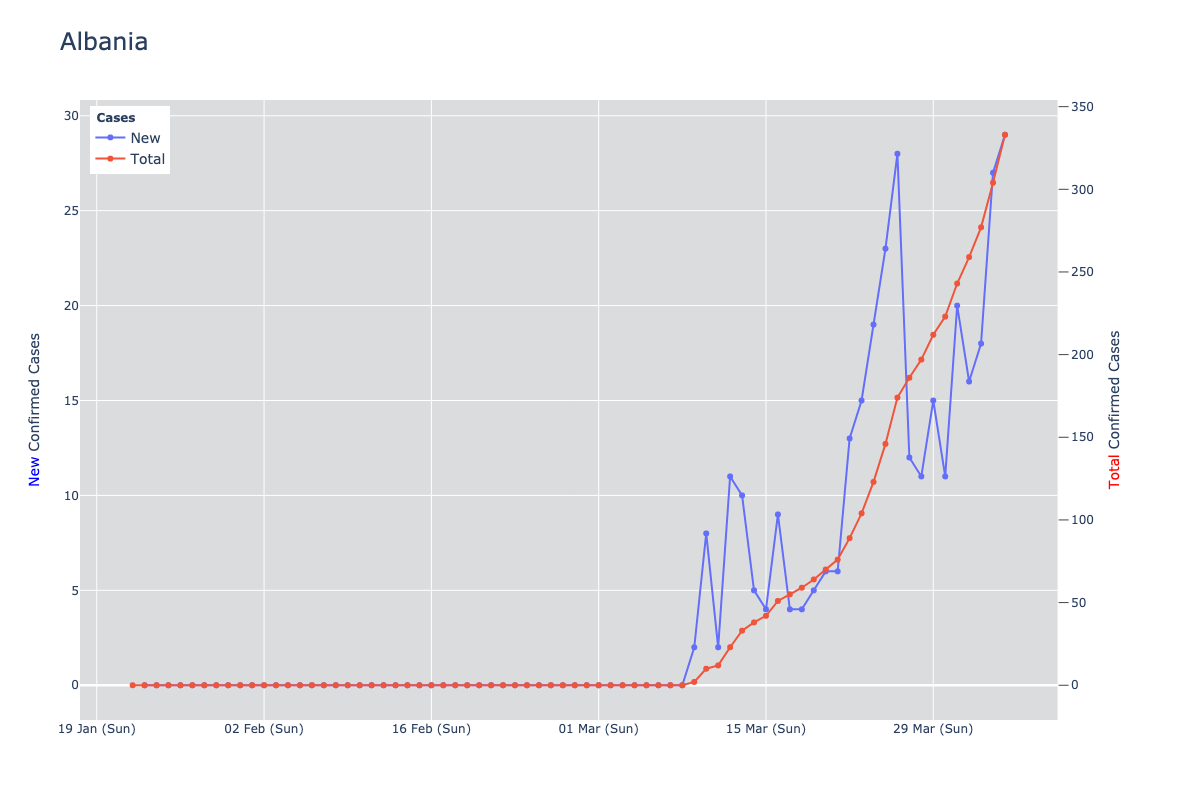 Albania
Cases
New
Total
30
25
20
15
10
5
0
350
300
250
200
150
100
50
0
New Confirmed Cases
Total Confirmed Cases
19 Jan (Sun)
02 Feb (Sun)
16 Feb (Sun)
01 Mar (Sun)
15 Mar (Sun)
29 Mar (Sun)